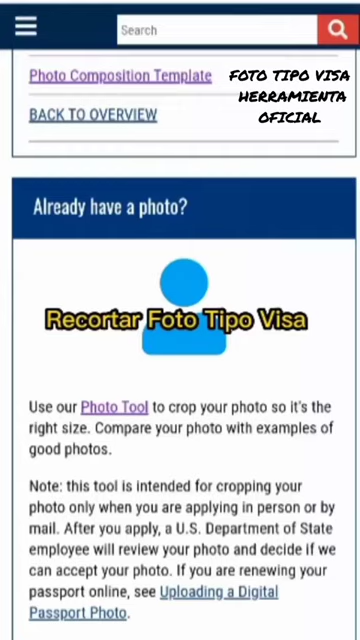 Search
Photo Composition Template
FOTO TIPO VISA
HERRAMIENTA
OFICIAL
BACK TO OVERVIEW
Already have a photo?
Recortar Foto Tipo Visa
Use our Photo Tool to crop your photo so it's the
right size. Compare your photo with examples of
good photos.
Note: this tool is intended for cropping your
photo only when you are applying in person or by
mail. After you apply, a U.S. Department of State
employee will review your photo and decide if we
can accept your photo. If you are renewing your
passport online, see Uploading a Digital
Passport Photo.